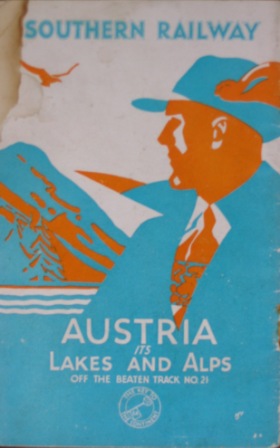 SOUTHERN RAILWAY
AUSTRIA
ITS
LAKES AND ALPS
OFF THE BEATEN TRACK NO.21